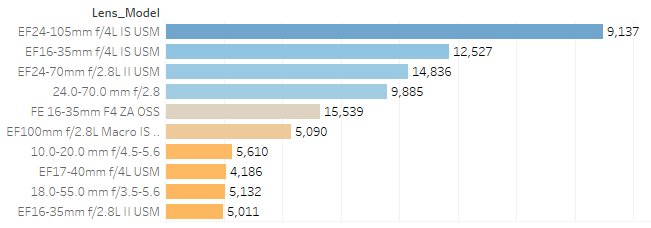 Lens_Model
EF24-105mm f/4L IS USM 9,137
EF16-35mm f/4L IS USM 12,527
EF24-70mm f/2.8L II USM 14,836
24.0-70.0 mm f/2.8 9,885
FE 16-35mm F4 ZA OSS 15,539
EF100mm f/2.8L Macro IS .. 5,090
10.0-20.0 mm f/4.5-5.6 5,610
EF17-40mm f/4L USM 4,186
18.0-55.0 mm f/3.5-5.6 5,132
EF16-35mm f/2.8L II USM 5,011